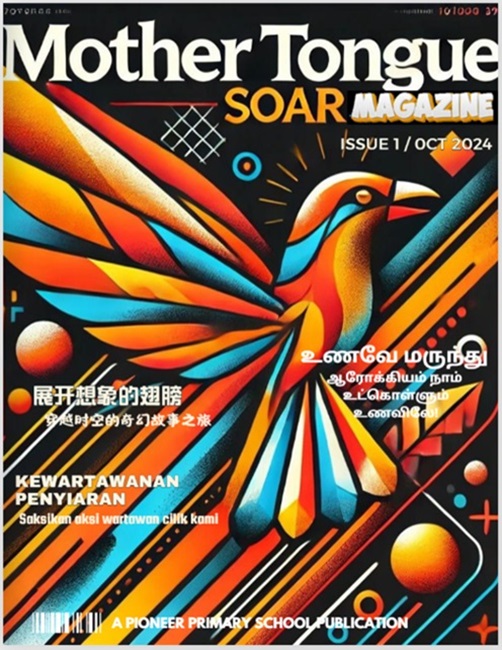 Mother Tongue
SOAR MAGAZINE
ISSUE 1 / OCT 2024
உணவே மருந்து
ஆரோக்கியம் நாம்
உட்கொள்ளும்
உணவிலே!
展开想象的翅膀
穿越时空的奇幻故事之旅
KEWARTAWANAN
PENYIARAN
Saksikan aksi wartawan cilik kami
A PIONEER PRIMARY SCHOOL PUBLICATION